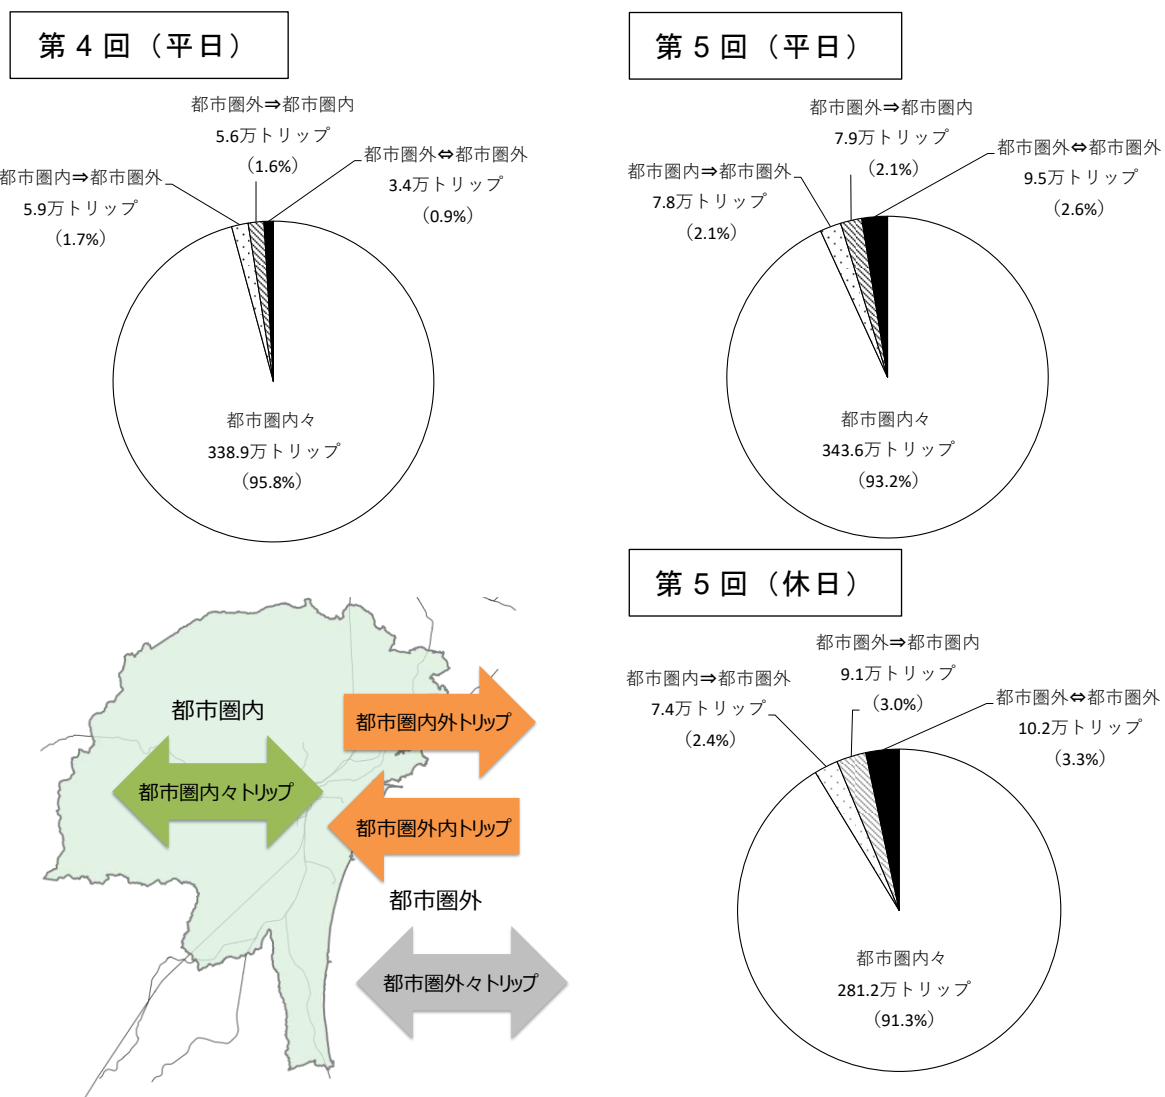 第４回（平日）
都市圏外⇒都市圏内
5.6万トリップ
（1.6%）
都市圏外⇔都市圏外
3.4万トリップ
（0.9%）
都市圏内⇒都市圏外
5.9万トリップ
（1.7%）
都市圏内々
338.9万トリップ
（95.8%）
第５回（平日）
都市圏外⇒都市圏内
7.9万トリップ
（2.1%）
都市圏外⇔都市圏外
9.5万トリップ
（2.6%）
都市圏内⇒都市圏外
7.8万トリップ
（2.1%）
都市圏内々
343.6万トリップ
（93.2%）
都市圏内
都市圏内外トリップ
都市圏内々トリップ
都市圏外内トリップ
都市圏外
都市圏外々トリップ
第５回（休日）
都市圏外⇒都市圏内
9.1万トリップ
（3.0%）
都市圏内⇒都市圏外
7.4万トリップ
（2.4%）
都市圏外⇔都市圏外
10.2万トリップ
（3.3%）
都市圏内々
281.2万トリップ
（91.3%）